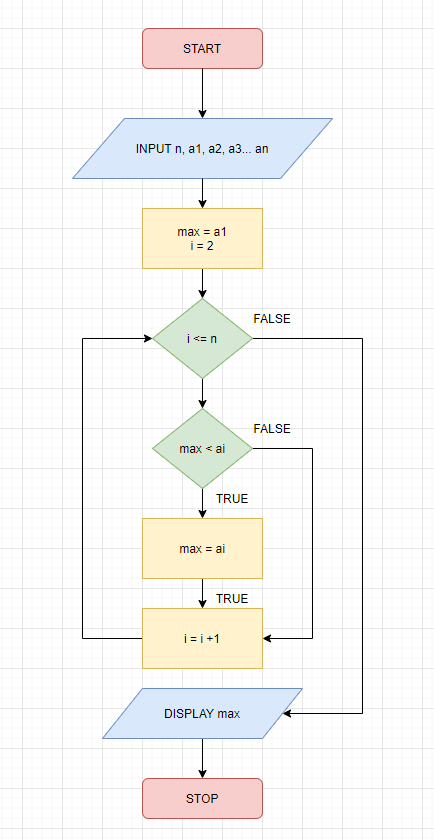 START
INPUT n, a1, a2, a3... an
max = a1
i = 2
FALSE
i <= n
FALSE
max < ai
TRUE
max = ai
TRUE
i = i +1
DISPLAY max
STOP